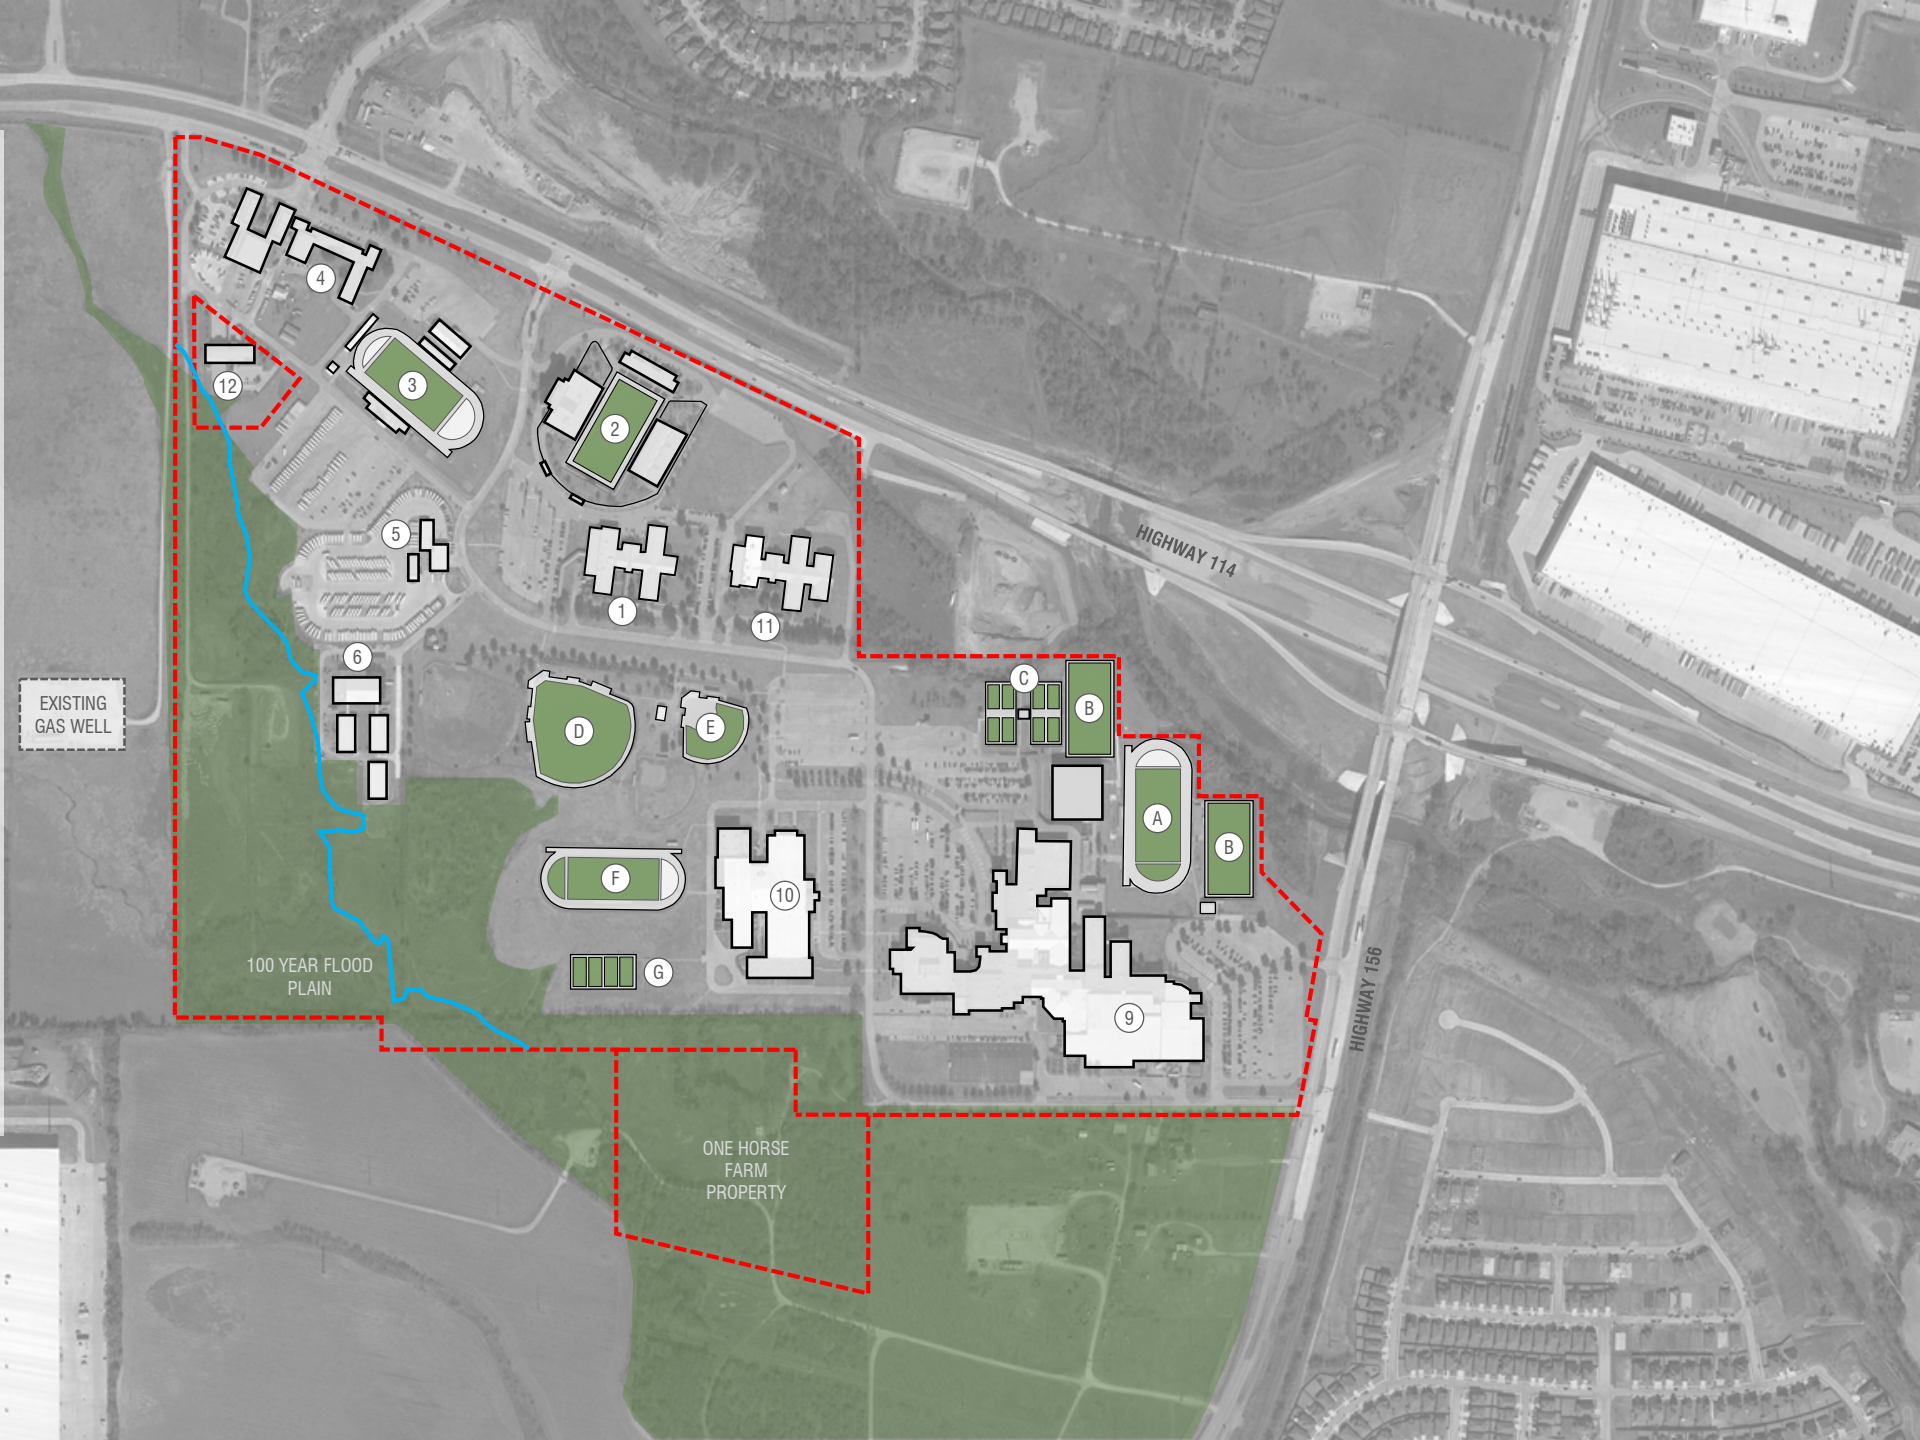 4
12
3
2
5
HIGHWAY 114
1
11
6
C
EXISTING
GAS WELL
B
D
E
A
B
F
10
100 YEAR FLOOD
PLAIN
G
9
HIGHWAY 156
ONE HORSE
FARM
PROPERTY